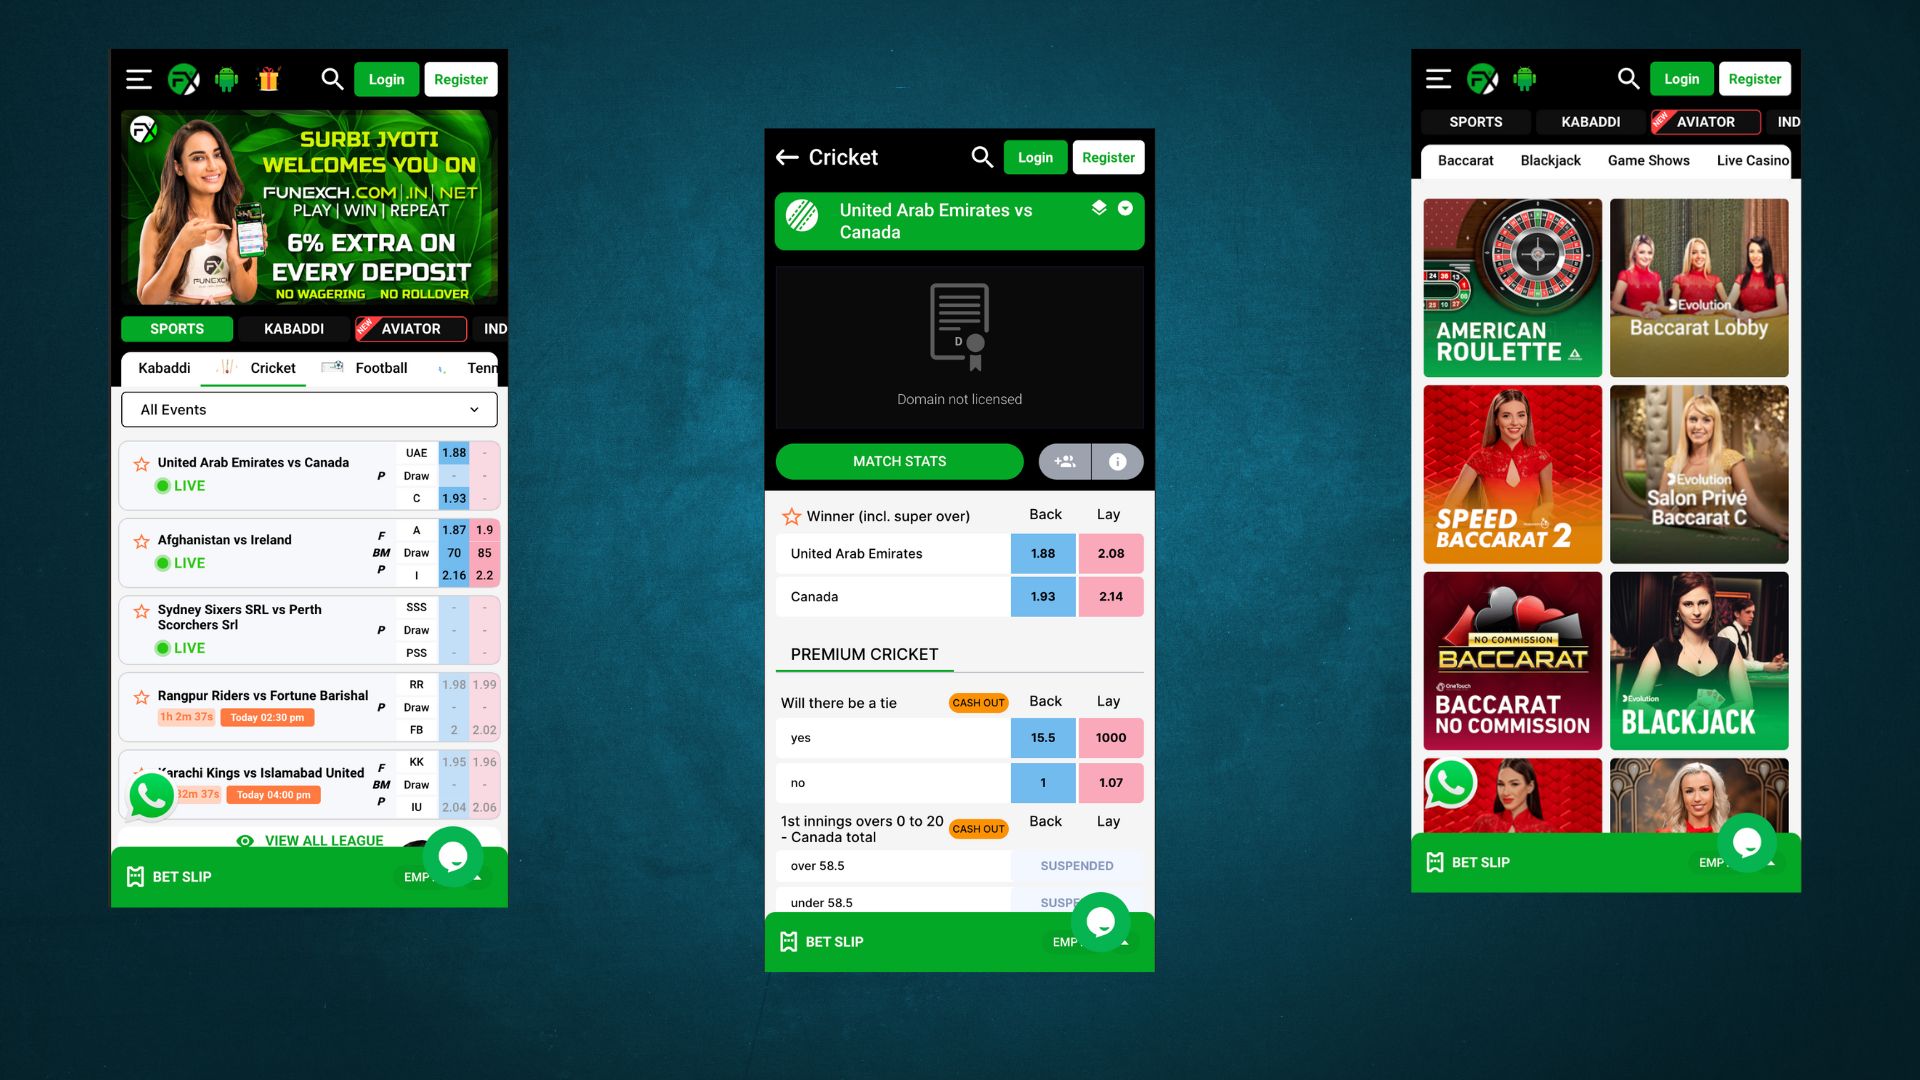 FX
Login
Register
FX
SURBI JYOTI
WELCOMES YOU ON
FUNEXCH.COM|.IN| NET
PLAY | WIN | REPEAT
6% EXTRA ON
EVERY DEPOSIT
NO WAGERING NO ROLLOVER
FX
FUNEXCH
SPORTS
KABADDI
NEW
AVIATOR
IND
Kabaddi
Cricket
Football
Tenn
All Events
United Arab Emirates vs Canada
LIVE
P
UAE 1.88 -
Draw - -
C 1.93 -
Afghanistan vs Ireland
LIVE
F
BM
P
A 1.87 1.9
Draw 70 85
I 2.16 2.2
Sydney Sixers SRL vs Perth
Scorchers Srl
LIVE
P
SSS - -
Draw - -
PSS - -
Rangpur Riders vs Fortune Barishal
1h 2m 37s
Today 02:30 pm
P
RR 1.98 1.99
Draw - -
FB 2 2.02
Karachi Kings vs Islamabad United
32m 37s
Today 04:00 pm
F
BM
P
KK 1.95 1.96
Draw - -
IU 2.04 2.06
VIEW ALL LEAGUE
BET SLIP
EMP
Cricket
Login
Register
United Arab Emirates vs
Canada
D
Domain not licensed
MATCH STATS
Winner (incl. super over)
Back
Lay
United Arab Emirates
1.88
2.08
Canada
1.93
2.14
PREMIUM CRICKET
Will there be a tie
CASH OUT
Back
Lay
yes
15.5
1000
no
1
1.07
1st innings overs 0 to 20
- Canada total
CASH OUT
Back
Lay
over 58.5
SUSPENDED
under 58.5
SUSPE
BET SLIP
EMP
FX
Login
Register
SPORTS
KABADDI
NEW
AVIATOR
IND
Baccarat
Blackjack
Game Shows
Live Casino
AMERICAN
ROULETTE
Evolution
Baccarat Lobby
SPEED
BACCARAT 2
Evolution
Salon Privé
Baccarat C
NO COMMISSION
BACCARAT
OneTouch
BACCARAT
NO COMMISSION
Evolution
BLACKJACK
BET SLIP
EMP